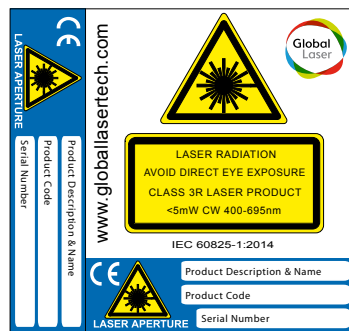 CE
LASER APERTURE
Product Description & Name
Product Code
Serial Number
www.globallasertech.com
Global
Laser
LASER RADIATION
AVOID DIRECT EYE EXPOSURE
CLASS 3R LASER PRODUCT
<5mW CW 400-695nm
IEC 60825-1:2014
CE
LASER APERTURE
Product Description & Name
Product Code
Serial Number